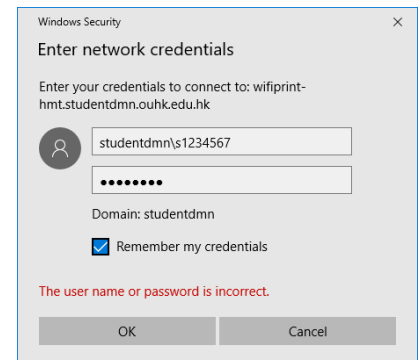 Windows Security
Enter network credentials
Enter your credentials to connect to: wifiprint-
hmt.studentdmn.ouhk.edu.hk
studentdmn\s1234567
●●●●●●●●
Domain: studentdmn
Remember my credentials
The user name or password is incorrect.
OK
Cancel